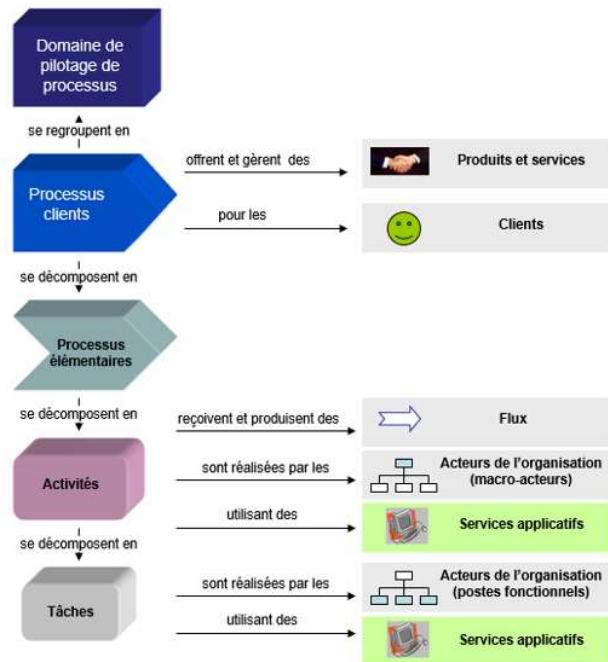 Domaine de
pilotage de
processus
se regroupent en
Processus
clients
offrent et gèrent des
Produits et services
pour les
Clients
se décomposent en
Processus
élémentaires
se décomposent en
reçoivent et produisent des
Flux
Activités
sont réalisées par les
Acteurs de l'organisation
(macro-acteurs)
utilisant des
Services applicatifs
se décomposent en
Tâches
sont réalisées par les
Acteurs de l'organisation
(postes fonctionnels)
utilisant des
Services applicatifs